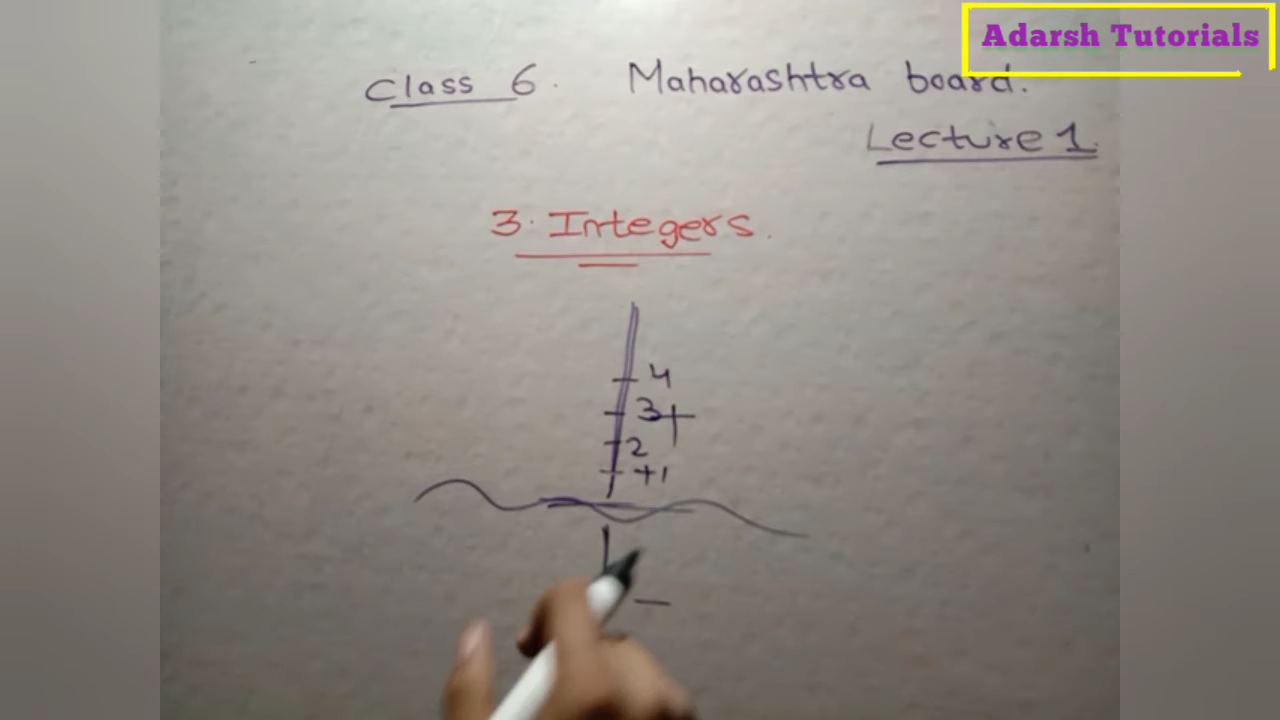 Adarsh Tutorials
Class 6. Maharashtra board.
Lecture 1.
3. Integers.
4
3 +
2
+1
—